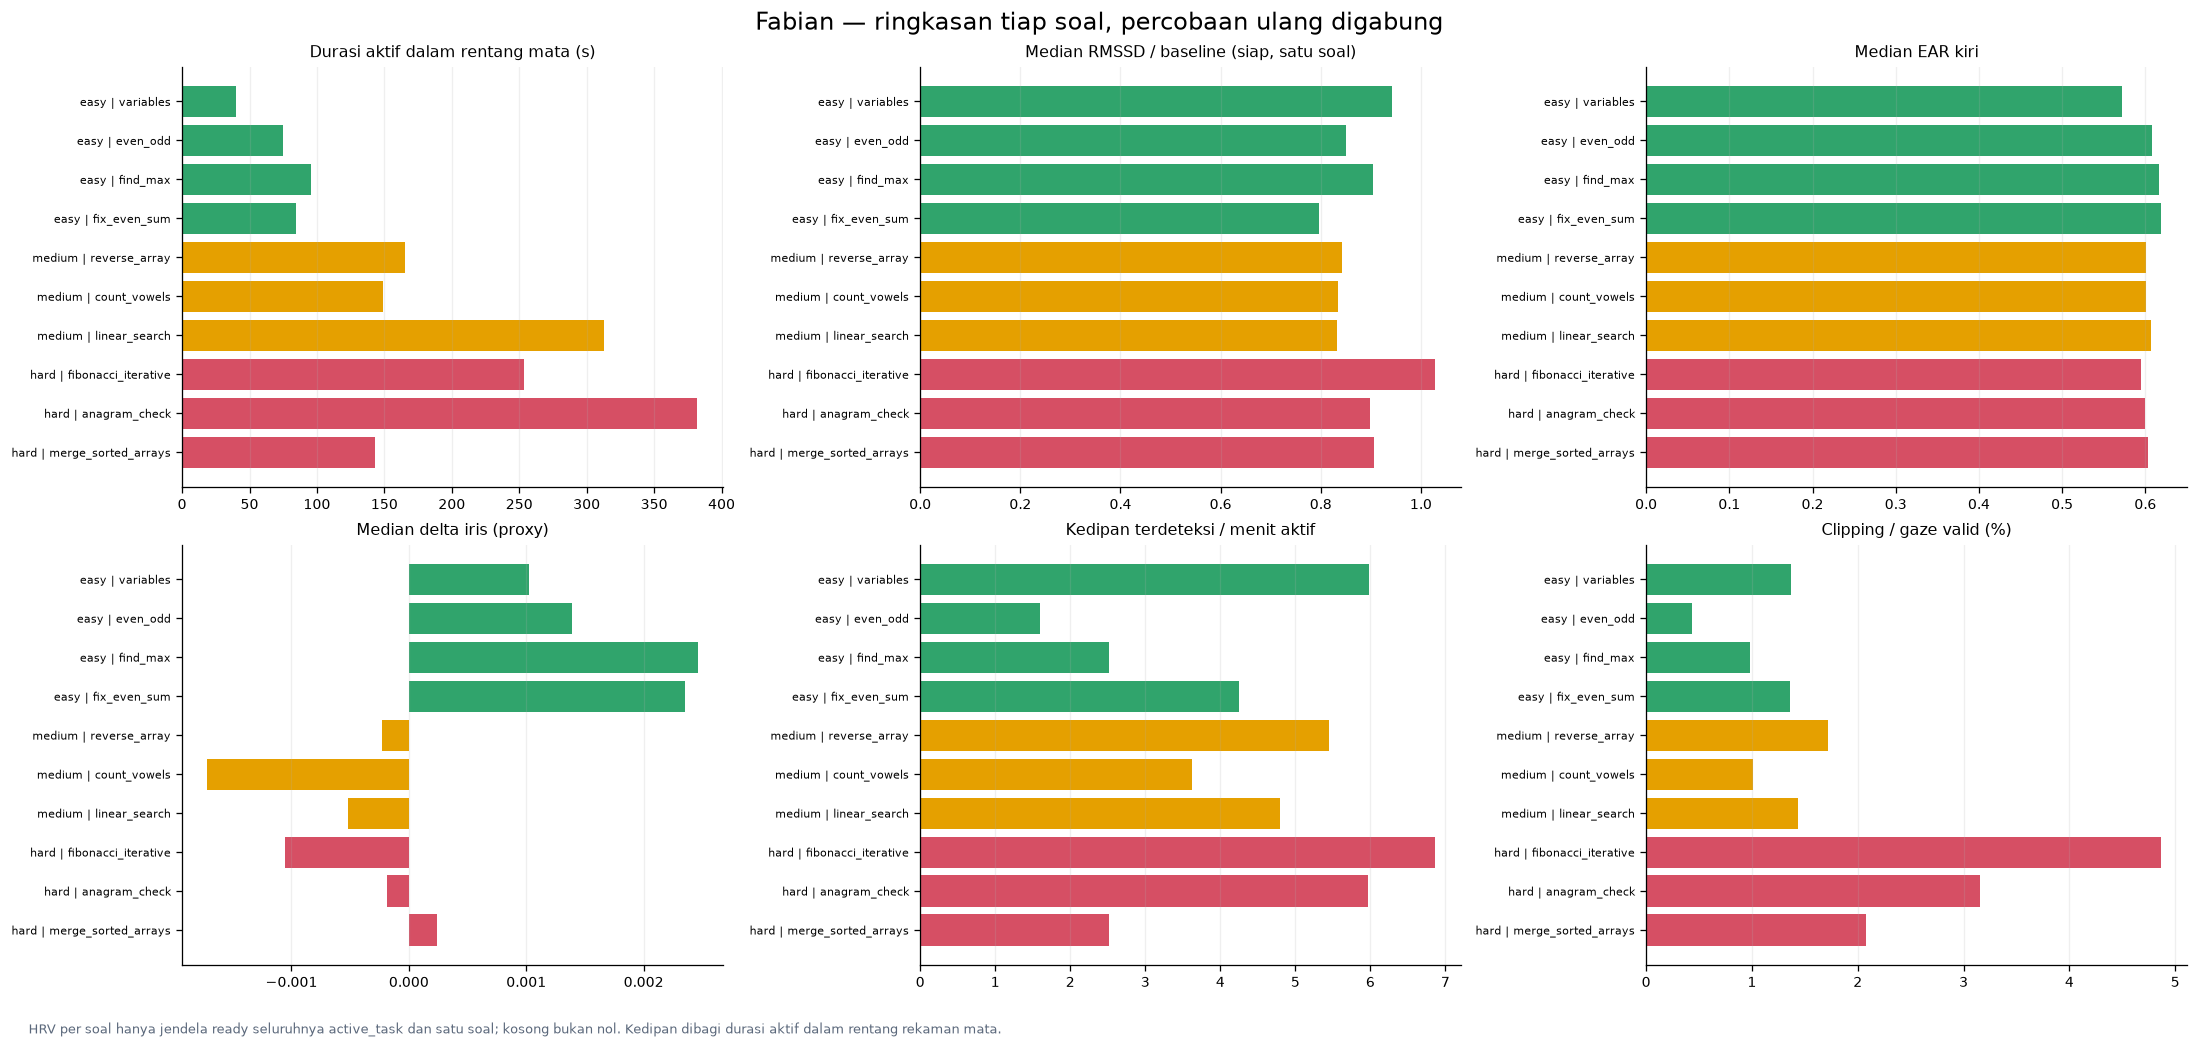 Fabian — ringkasan tiap soal, percobaan ulang digabung
Durasi aktif dalam rentang mata (s)
easy | variables
easy | even_odd
easy | find_max
easy | fix_even_sum
medium | reverse_array
medium | count_vowels
medium | linear_search
hard | fibonacci_iterative
hard | anagram_check
hard | merge_sorted_arrays
0 50 100 150 200 250 300 350 400
Median RMSSD / baseline (siap, satu soal)
easy | variables
easy | even_odd
easy | find_max
easy | fix_even_sum
medium | reverse_array
medium | count_vowels
medium | linear_search
hard | fibonacci_iterative
hard | anagram_check
hard | merge_sorted_arrays
0.0 0.2 0.4 0.6 0.8 1.0
Median EAR kiri
easy | variables
easy | even_odd
easy | find_max
easy | fix_even_sum
medium | reverse_array
medium | count_vowels
medium | linear_search
hard | fibonacci_iterative
hard | anagram_check
hard | merge_sorted_arrays
0.0 0.1 0.2 0.3 0.4 0.5 0.6
Median delta iris (proxy)
easy | variables
easy | even_odd
easy | find_max
easy | fix_even_sum
medium | reverse_array
medium | count_vowels
medium | linear_search
hard | fibonacci_iterative
hard | anagram_check
hard | merge_sorted_arrays
−0.001 0.000 0.001 0.002
Kedipan terdeteksi / menit aktif
easy | variables
easy | even_odd
easy | find_max
easy | fix_even_sum
medium | reverse_array
medium | count_vowels
medium | linear_search
hard | fibonacci_iterative
hard | anagram_check
hard | merge_sorted_arrays
0 1 2 3 4 5 6 7
Clipping / gaze valid (%)
easy | variables
easy | even_odd
easy | find_max
easy | fix_even_sum
medium | reverse_array
medium | count_vowels
medium | linear_search
hard | fibonacci_iterative
hard | anagram_check
hard | merge_sorted_arrays
0 1 2 3 4 5
HRV per soal hanya jendela ready seluruhnya active_task dan satu soal; kosong bukan nol. Kedipan dibagi durasi aktif dalam rentang rekaman mata.